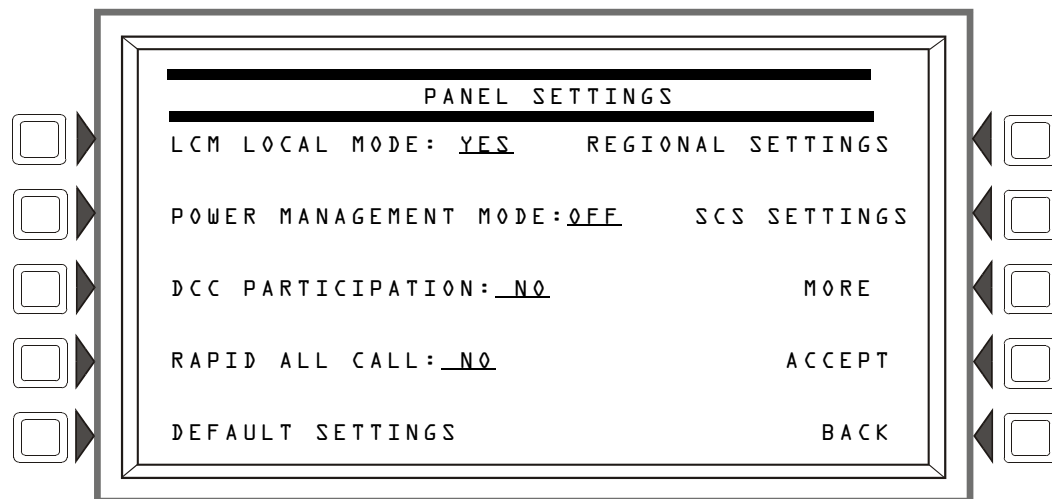 PANEL SETTINGS
LCM LOCAL MODE: YES REGIONAL SETTINGS
POWER MANAGEMENT MODE:OFF SCS SETTINGS
DCC PARTICIPATION: NO MORE
RAPID ALL CALL: NO ACCEPT
DEFAULT SETTINGS BACK